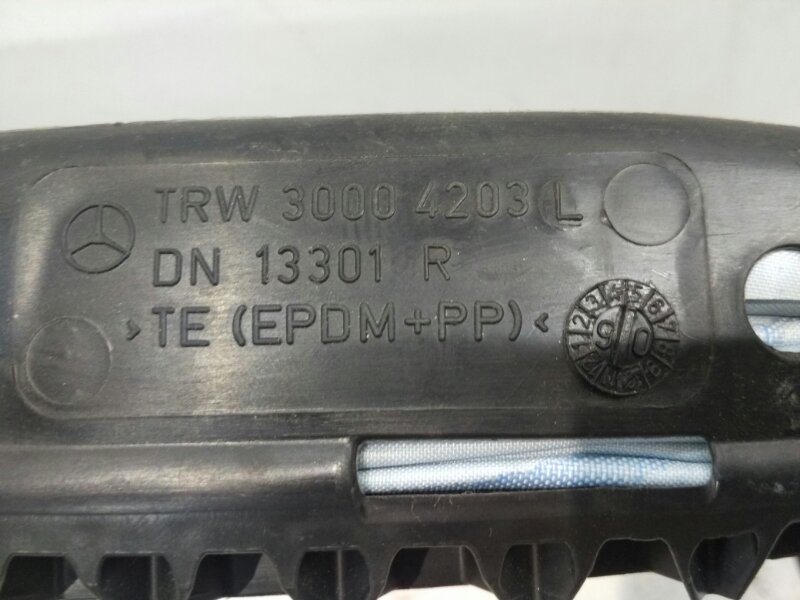 TRW 3000 4203 L
DN 13301 R
>TE (EPDM+PP)<